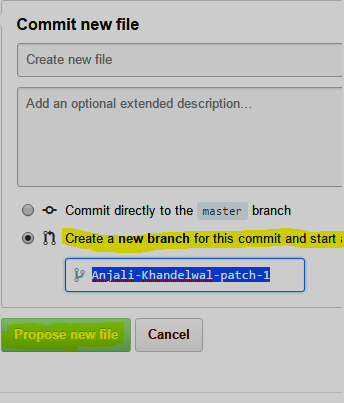 Commit new file
Create new file
Add an optional extended description...
Commit directly to the master branch
Create a new branch for this commit and start
Anjali-Khandelwal-patch-1
Propose new file
Cancel